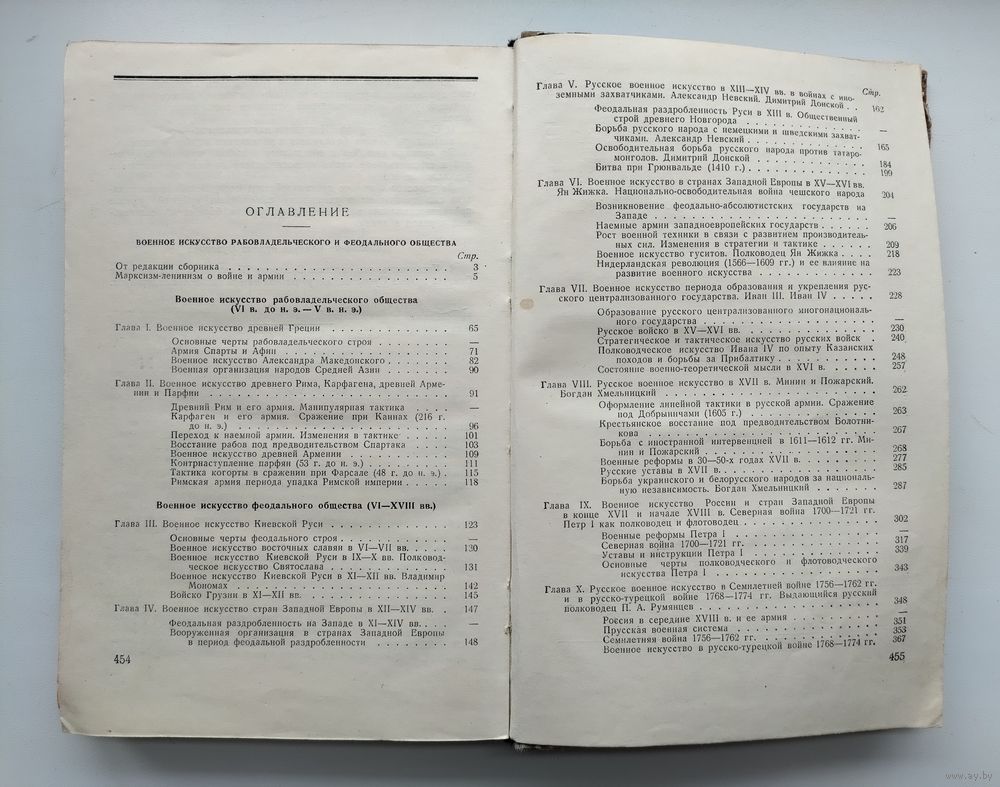 ОГЛАВЛЕНИЕ
ВОЕННОЕ ИСКУССТВО РАБОВЛАДЕЛЬЧЕСКОГО И ФЕОДАЛЬНОГО ОБЩЕСТВА
Стр.
От редакции сборника . . . . . . . . . . . . . . . . . . . . 3
Марксизм-ленинизм о войне и армии . . . . . . . . . . . . . . 5
Военное искусство рабовладельческого общества
(VI в. до н. э. — V в. н. э.)
Глава I. Военное искусство древней Греции . . . . . . . . . . 65
Основные черты рабовладельческого строя . . . . . . . . —
Армия Спарты и Афин . . . . . . . . . . . . . . . . 71
Военное искусство Александра Македонского . . . . . . . 82
Военная организация народов Средней Азии . . . . . . . 90
Глава II. Военное искусство древнего Рима, Карфагена, древней Арме-
нии и Парфии . . . . . . . . . . . . . . . . . . 91
Древний Рим и его армия. Манипулярная тактика . . . . —
Карфаген и его армия. Сражение при Каннах (216 г.
до н. э.) . . . . . . . . . . . . . . . . . . 96
Переход к наемной армии. Изменения в тактике . . . . . 101
Восстание рабов под предводительством Спартака . . . . 103
Военное искусство древней Армении . . . . . . . . . 109
Контрнаступление парфян (53 г. до н. э.) . . . . . . . 111
Тактика когорты в сражении при Фарсале (48 г. до н. э.) . 115
Римская армия периода упадка Римской империи . . . . . 118
Военное искусство феодального общества (VI—XVIII вв.)
Глава III. Военное искусство Киевской Руси . . . . . . . . . . 123
Основные черты феодального строя . . . . . . . . . . —
Военное искусство восточных славян в VI—VII вв. . . . . 130
Военное искусство Киевской Руси в IX—X вв. Полковод-
ческое искусство Святослава . . . . . . . . . . . 131
Военное искусство Киевской Руси в XI—XII вв. Владимир
Мономах . . . . . . . . . . . . . . . . . . 142
Войско Грузии в XI—XII вв. . . . . . . . . . . . . 145
Глава IV. Военное искусство стран Западной Европы в XII—XIV вв. . 147
Феодальная раздробленность на Западе в XI—XIV вв. . . . —
Вооруженная организация в странах Западной Европы
в период феодальной раздробленности . . . . . . . . 148
454
Стр.
Глава V. Русское военное искусство в XIII—XIV вв. в войнах с ино-
земными захватчиками. Александр Невский. Димитрий Донской . . 162
Феодальная раздробленность Руси в XIII в. Общественный
строй древнего Новгорода . . . . . . . . . . . . —
Борьба русского народа с немецкими и шведскими захват-
чиками. Александр Невский . . . . . . . . . . . 165
Освободительная борьба русского народа против татаро-
монголов. Димитрий Донской . . . . . . . . . . . 184
Битва при Грюнвальде (1410 г.) . . . . . . . . . . . 199
Глава VI. Военное искусство в странах Западной Европы в XV—XVI вв.
Ян Жижка. Национально-освободительная война чешского народа 204
Возникновение феодально-абсолютистских государств на
Западе . . . . . . . . . . . . . . . . . . —
Наемные армии западноевропейских государств . . . . . . 206
Рост военной техники в связи с развитием производитель-
ных сил. Изменения в стратегии и тактике . . . . . . 209
Военное искусство гуситов. Полководец Ян Жижка . . . . 218
Нидерландская революция (1566—1609 гг.) и ее влияние на
развитие военного искусства . . . . . . . . . . . 223
Глава VII. Военное искусство периода образования и укрепления рус-
ского централизованного государства. Иван III. Иван IV . . . . . 228
Образование русского централизованного многонациональ-
ного государства . . . . . . . . . . . . . . . —
Русское войско в XV—XVI вв. . . . . . . . . . . . 230
Стратегическое и тактическое искусство русских войск . . 240
Полководческое искусство Ивана IV по опыту Казанских
походов и борьбы за Прибалтику . . . . . . . . . 248
Состояние военно-теоретической мысли в XVI в. . . . . . 257
Глава VIII. Русское военное искусство в XVII в. Минин и Пожарский.
Богдан Хмельницкий . . . . . . . . . . . . . . . . 262
Оформление линейной тактики в русской армии. Сражение
под Добрыничами (1605 г.) . . . . . . . . . . . . 263
Крестьянское восстание под предводительством Болотни-
кова . . . . . . . . . . . . . . . . . . . 267
Борьба с иностранной интервенцией в 1611—1612 гг. Ми-
нин и Пожарский . . . . . . . . . . . . . . . 268
Военные реформы в 30—50-х годах XVII в. . . . . . . . 277
Русские уставы в XVII в. . . . . . . . . . . . . . 285
Борьба украинского и белорусского народов за националь-
ную независимость. Богдан Хмельницкий . . . . . . . 287
Глава IX. Военное искусство России и стран Западной Европы
в конце XVII и начале XVIII в. Северная война 1700—1721 гг.
Петр I как полководец и флотоводец . . . . . . . . . . . 302
Военные реформы Петра I . . . . . . . . . . . . . —
Северная война 1700—1721 гг. . . . . . . . . . . . 317
Уставы и инструкции Петра I . . . . . . . . . . . . 339
Основные черты полководческого и флотоводческого
искусства Петра I . . . . . . . . . . . . . . . 343
Глава X. Русское военное искусство в Семилетней войне 1756—1762 гг.
и в русско-турецкой войне 1768—1774 гг. Выдающийся русский
полководец П. А. Румянцев . . . . . . . . . . . . . . 348
Россия в середине XVIII в. и ее армия . . . . . . . . —
Прусская военная система . . . . . . . . . . . . . 351
Семилетняя война 1756—1762 гг. . . . . . . . . . . 353
Военное искусство в русско-турецкой войне 1768—1774 гг. . 367
455
www.ay.by